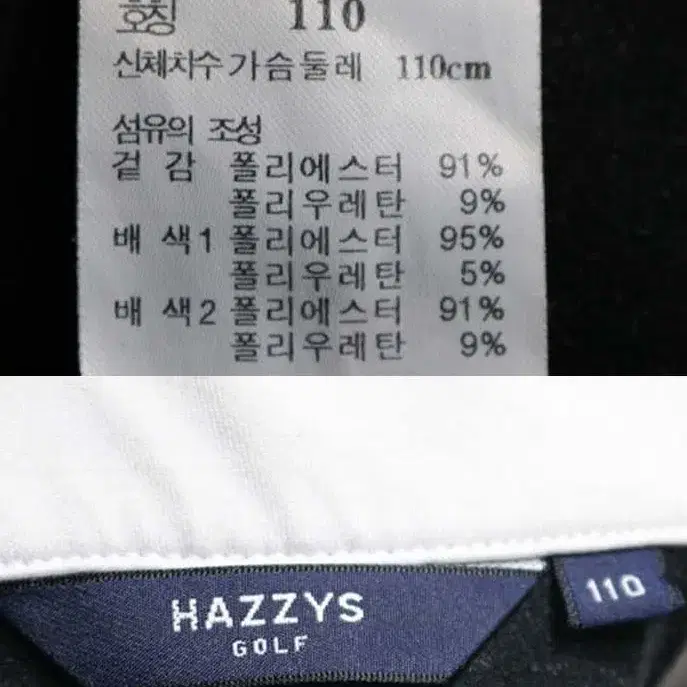 호칭 110
신체치수 가슴둘레 110cm
섬유의 조성
겉 감 폴리에스터 91%
폴리우레탄 9%
배 색1 폴리에스터 95%
폴리우레탄 5%
배 색2 폴리에스터 91%
폴리우레탄 9%
HAZZYS
GOLF
110